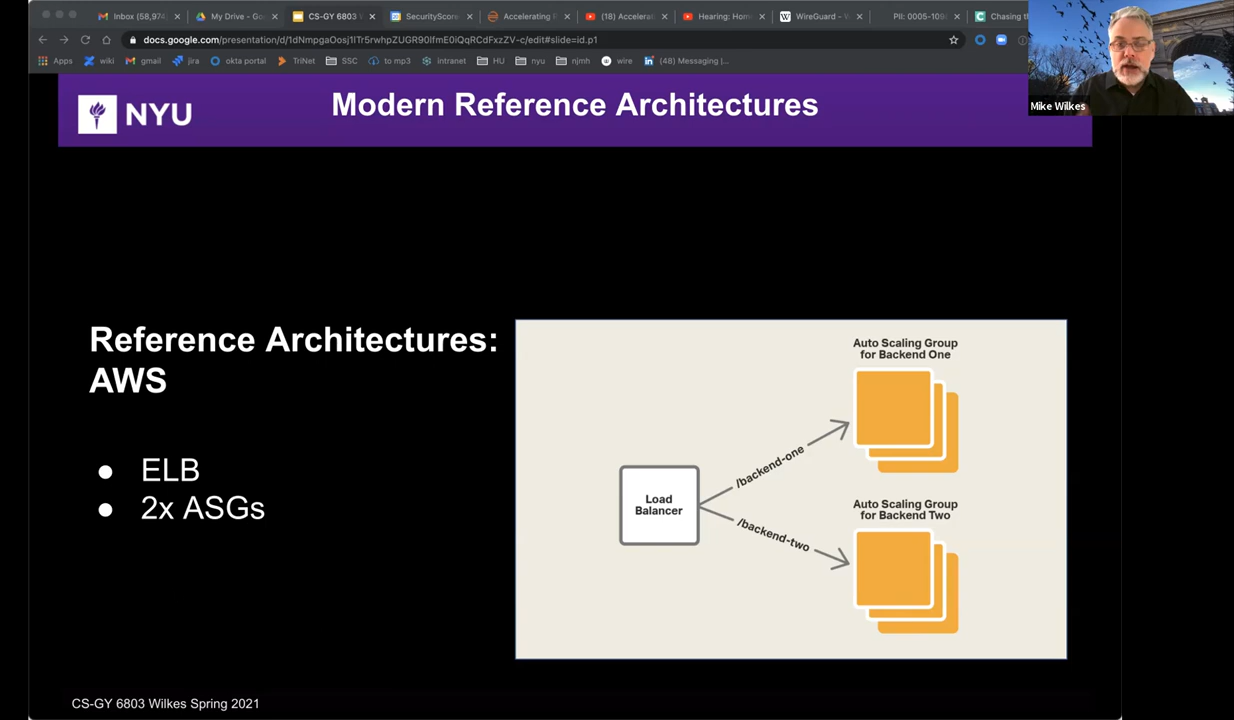 Inbox (58,974
My Drive - Go
CS-GY 6803
SecurityScore
Accelerating
(18) Accelerati
Hearing: Hom
WireGuard - W
PII: 0005-109
Chasing th
docs.google.com/presentation/d/1dNmpgaOosj1ITr5rwhpZUGR90lfmE0iQqRCdFxzZV-c/edit#slide=id.p1
Apps
wiki
gmail
jira
okta portal
TriNet
SSC
to mp3
intranet
HU
nyu
njmh
wire
(48) Messaging |...
Mike Wilkes
NYU
Modern Reference Architectures
Reference Architectures:
AWS
● ELB
● 2x ASGs
Auto Scaling Group
for Backend One
/backend-one
Load
Balancer
/backend-two
Auto Scaling Group
for Backend Two
CS-GY 6803 Wilkes Spring 2021